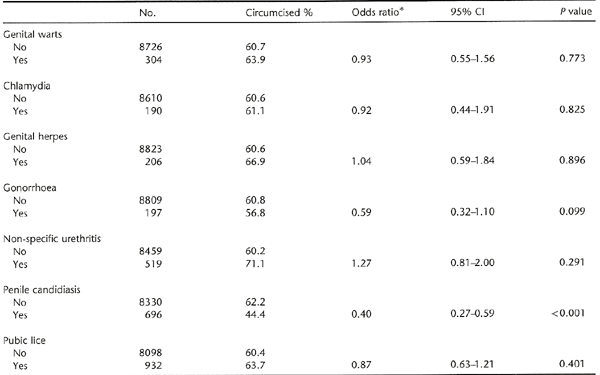 No. Circumcised % Odds ratio* 95% CI P value
Genital warts
No 8726 60.7
Yes 304 63.9 0.93 0.55–1.56 0.773
Chlamydia
No 8610 60.6
Yes 190 61.1 0.92 0.44–1.91 0.825
Genital herpes
No 8823 60.6
Yes 206 66.9 1.04 0.59–1.84 0.896
Gonorrhoea
No 8809 60.8
Yes 197 56.8 0.59 0.32–1.10 0.099
Non-specific urethritis
No 8459 60.2
Yes 519 71.1 1.27 0.81–2.00 0.291
Penile candidiasis
No 8330 62.2
Yes 696 44.4 0.40 0.27–0.59 <0.001
Pubic lice
No 8098 60.4
Yes 932 63.7 0.87 0.63–1.21 0.401